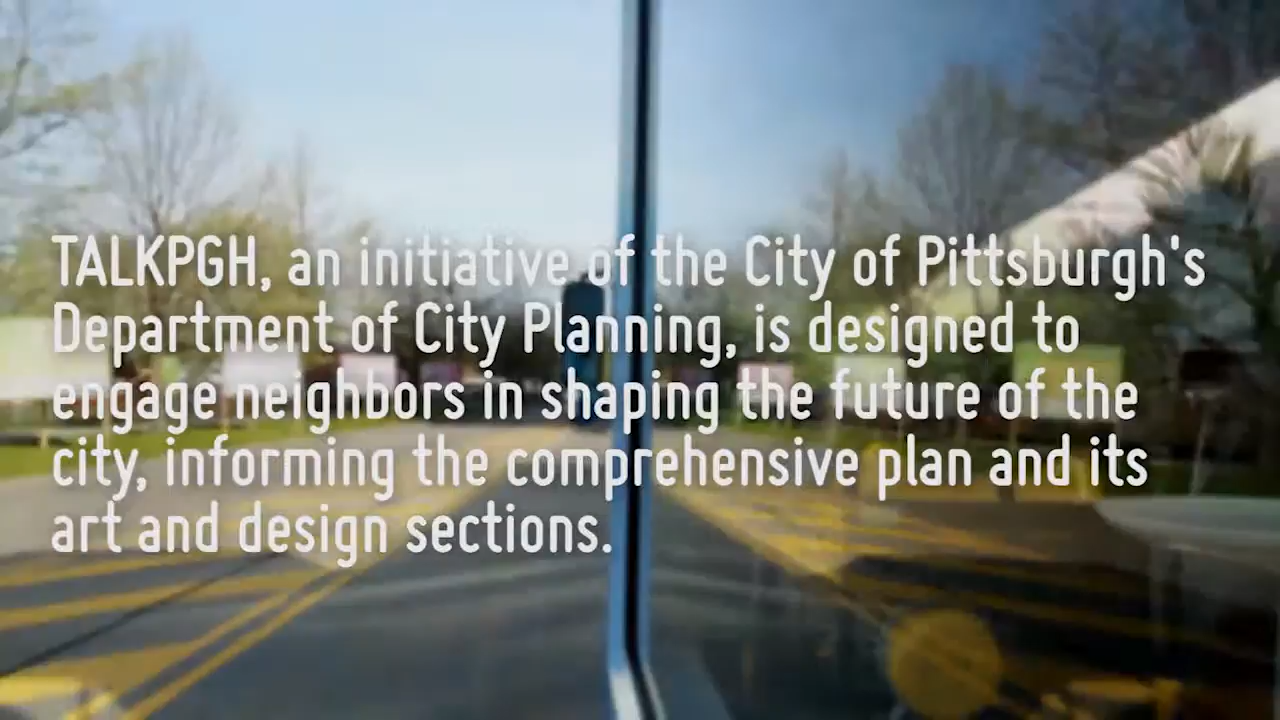 TALKPGH, an initiative of the City of Pittsburgh's
Department of City Planning, is designed to
engage neighbors in shaping the future of the
city, informing the comprehensive plan and its
art and design sections.